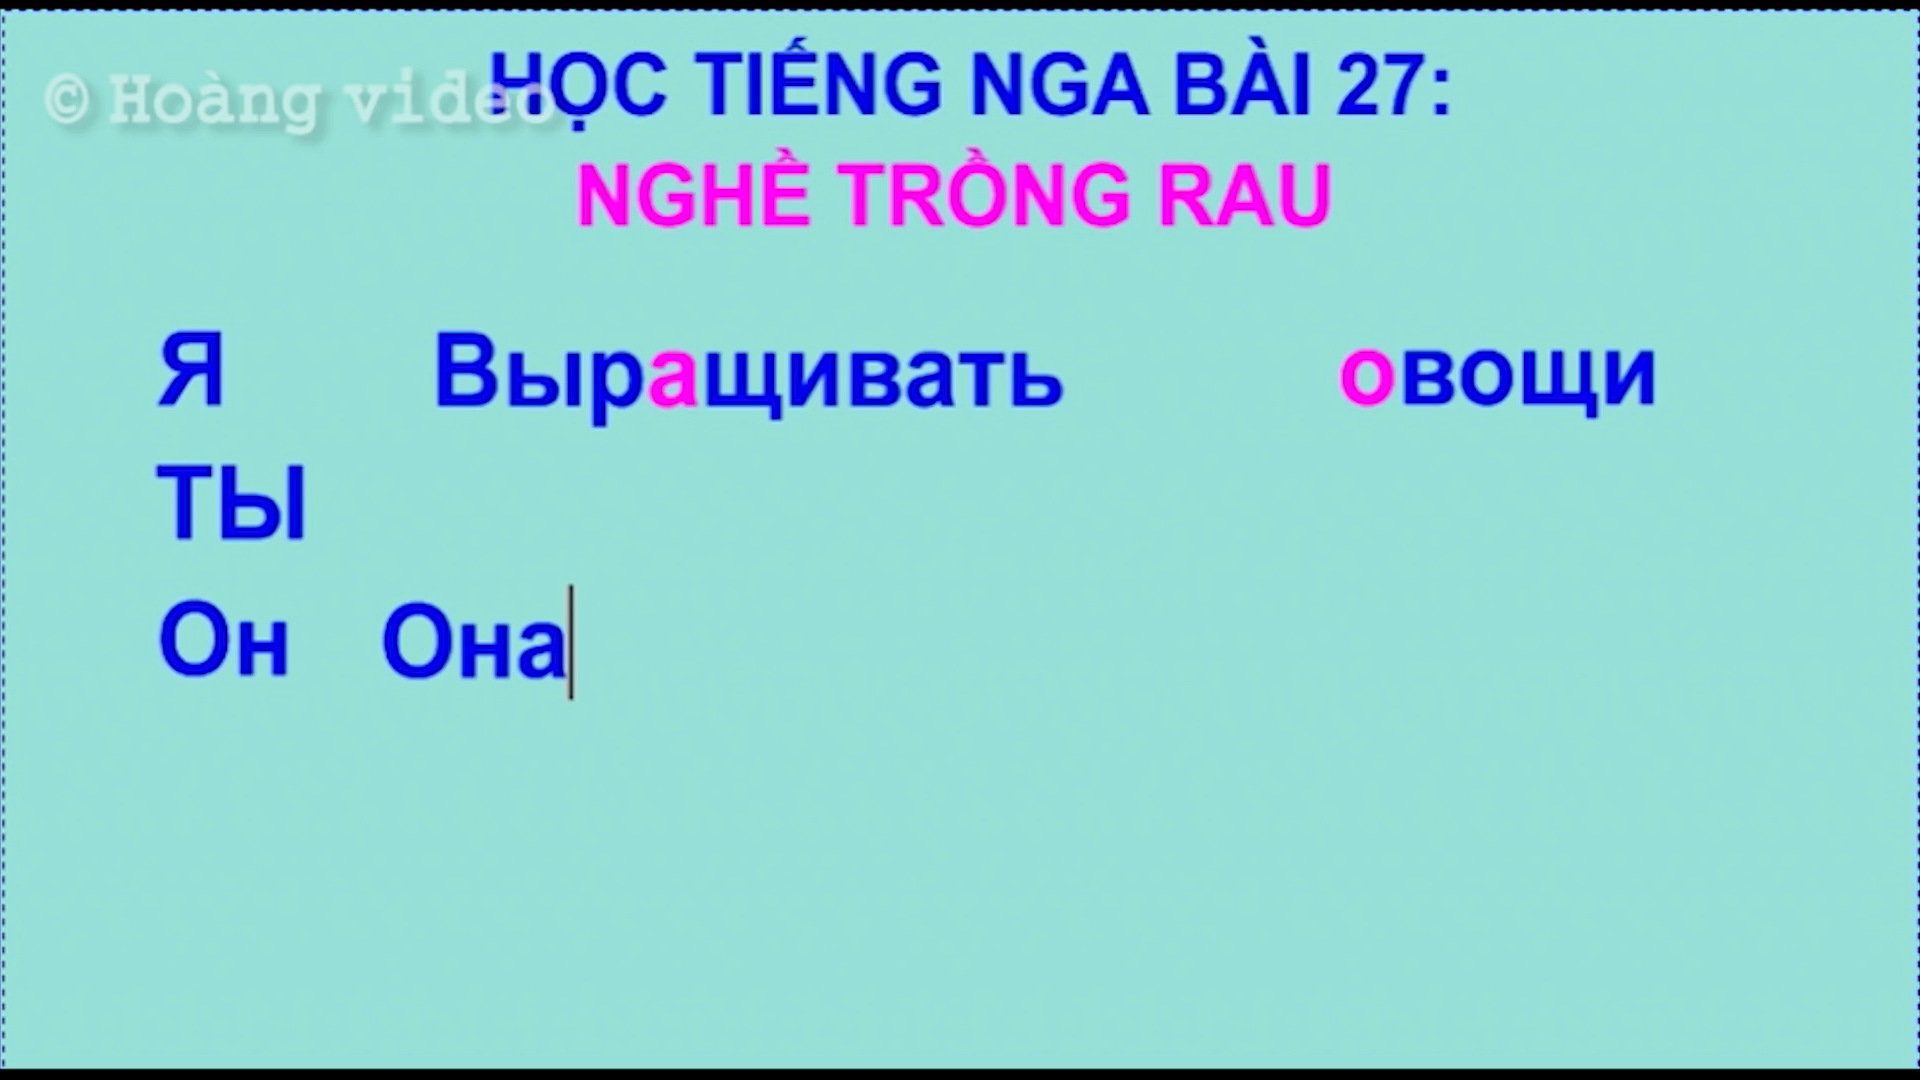 © Hoàng video
HỌC TIẾNG NGA BÀI 27:
NGHỀ TRỒNG RAU
Я Выращивать овощи
ТЫ
Он Она